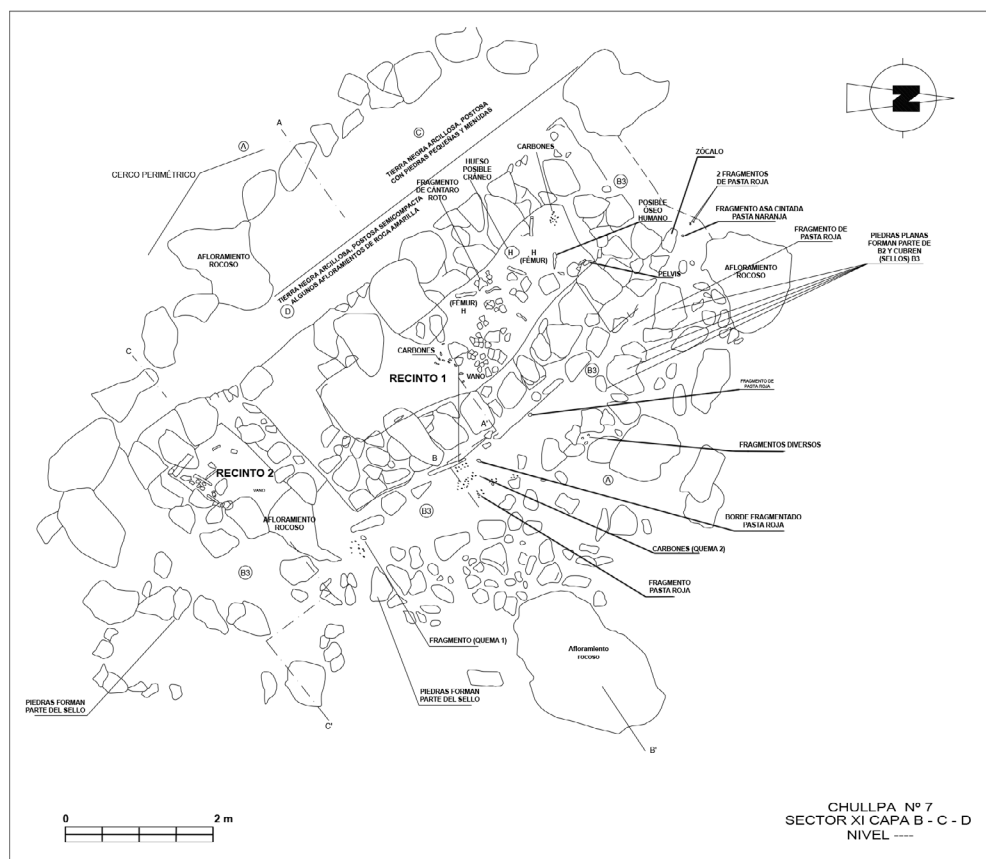 A
Ⓐ
CERCO PERIMÉTRICO
Ⓒ
TIERRA NEGRA ARCILLOSA, POSTOSA
CON PIEDRAS PEQUEÑAS Y MENUDAS
TIERRA NEGRA ARCILLOSA, POSTOSA SEMICOMPACTA
ALGUNOS AFLORAMIENTOS DE ROCA AMARILLA
Ⓓ
HUESO
POSIBLE
CRÁNEO
FRAGMENTO
DE CÁNTARO
ROTO
CARBONES
N
ZÓCALO
2 FRAGMENTOS
DE PASTA ROJA
B3
POSIBLE
ÓSEO
HUMANO
FRAGMENTO ASA CINTADA
PASTA NARANJA
FRAGMENTO DE
PASTA ROJA
PIEDRAS PLANAS
FORMAN PARTE DE
B2 Y CUBREN
(SELLOS) B3
AFLORAMIENTO
ROCOSO
H
H
(FÉMUR)
PELVIS
AFLORAMIENTO
ROCOSO
(FÉMUR)
H
C
CARBONES
VANO
RECINTO 1
B3
FRAGMENTO DE
PASTA ROJA
A'
FRAGMENTOS DIVERSOS
B
RECINTO 2
VANO
Ⓐ
B3
AFLORAMIENTO
ROCOSO
BORDE FRAGMENTADO
PASTA ROJA
CARBONES (QUEMA 2)
B3
FRAGMENTO
PASTA ROJA
FRAGMENTO (QUEMA 1)
Afloramiento
rocoso
PIEDRAS FORMAN
PARTE DEL SELLO
PIEDRAS FORMAN
PARTE DEL SELLO
C'
B'
0 2 m
CHULLPA Nº 7
SECTOR XI CAPA B - C - D
NIVEL ----